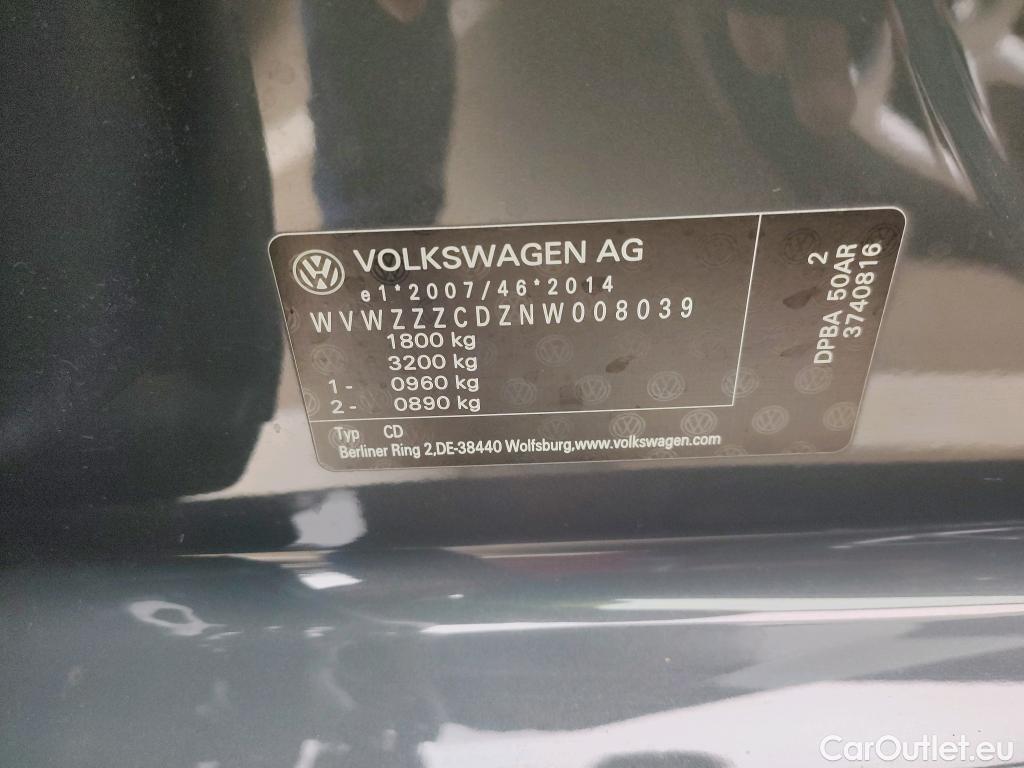 VOLKSWAGEN AG
e1*2007/46*2014
WVWZZZCDZNW008039
1800 kg
3200 kg
1- 0960 kg
2- 0890 kg
Typ CD
Berliner Ring 2,DE-38440 Wolfsburg,www.volkswagen.com
2
DPBA 50AR
3740816
CarOutlet.eu